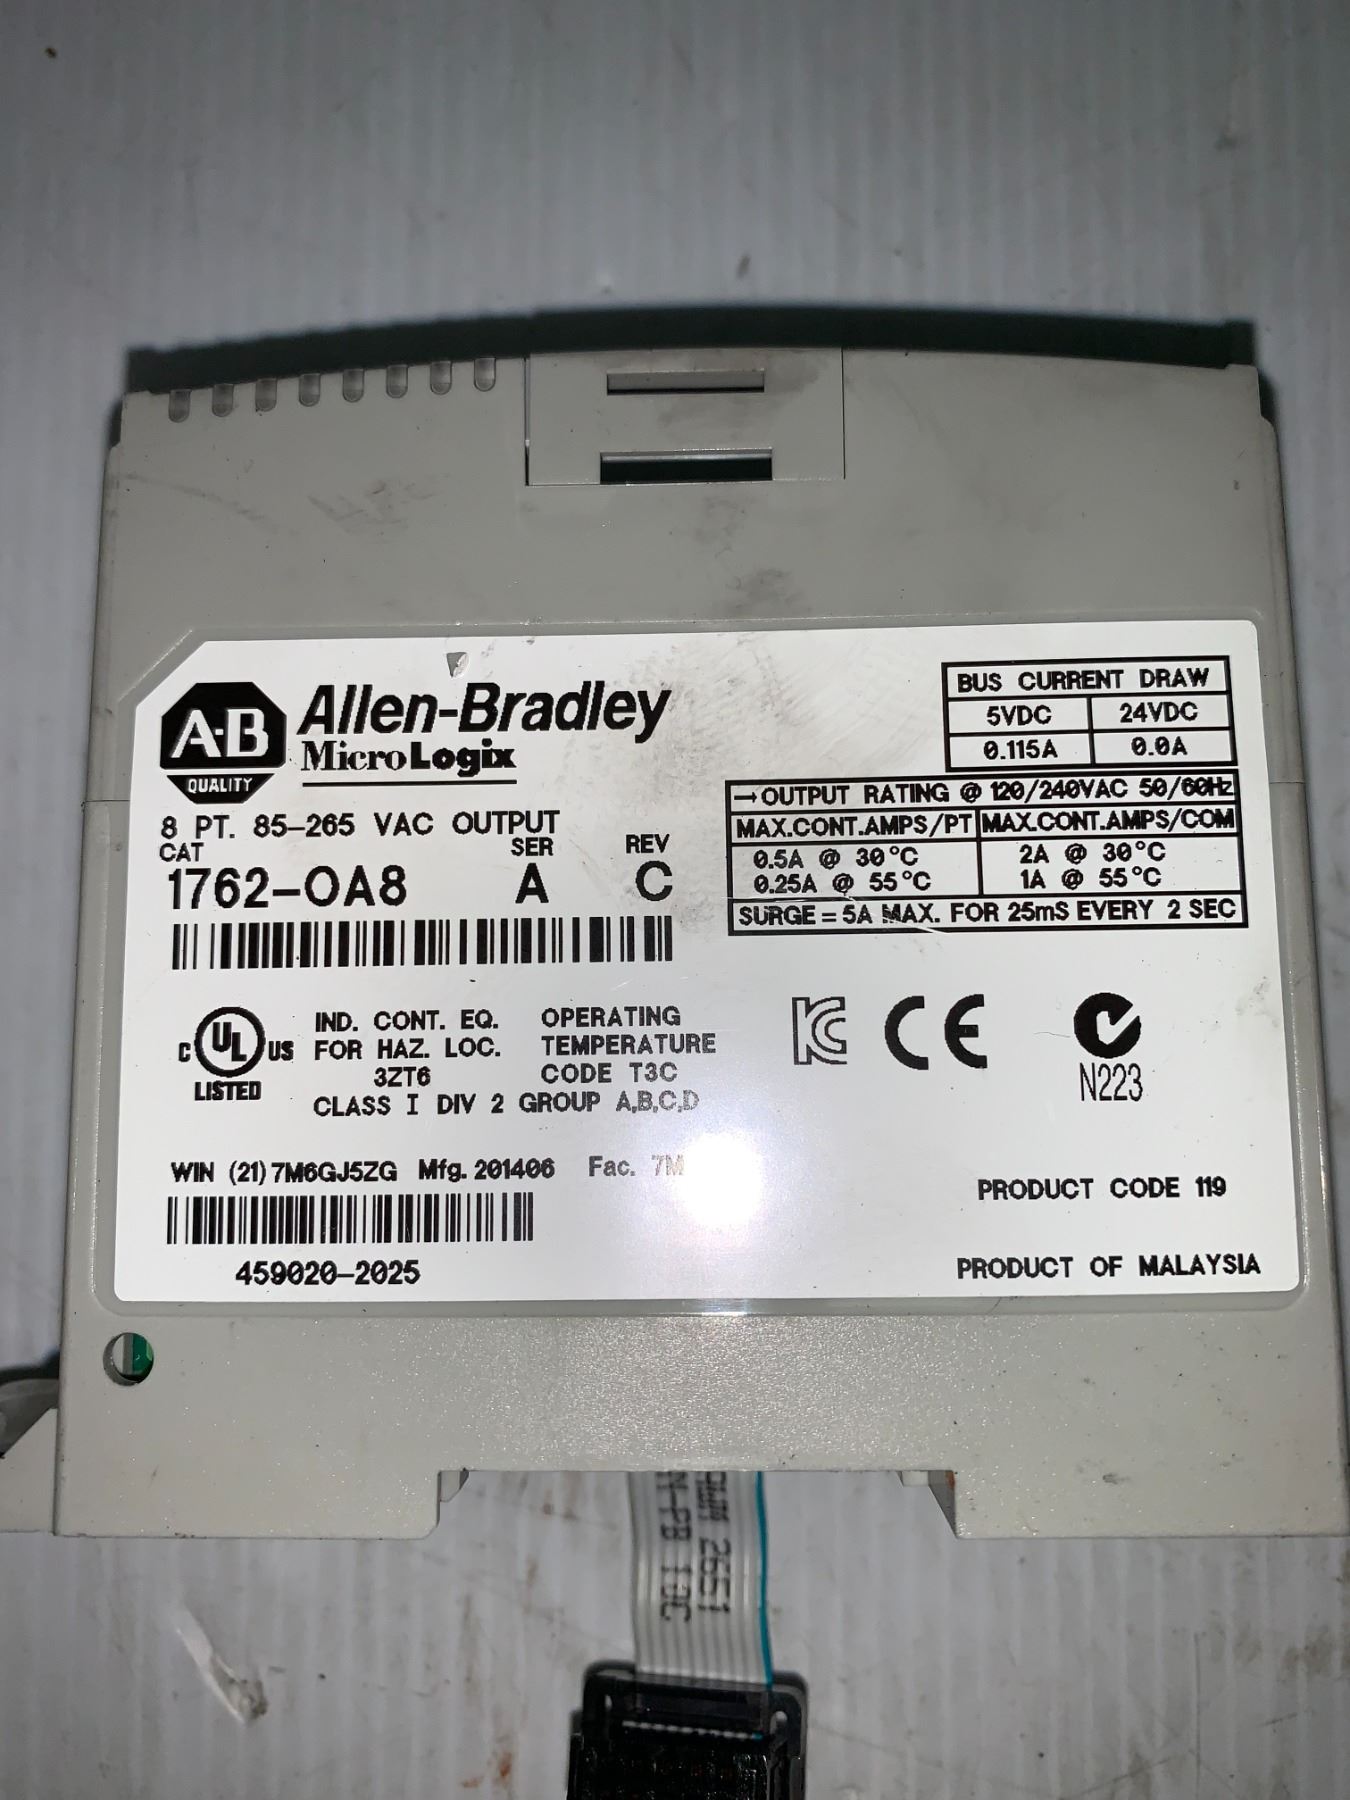 A-B
QUALITY
Allen-Bradley
MicroLogix
BUS CURRENT DRAW
5VDC 24VDC
0.115A 0.0A
→OUTPUT RATING @ 120/240VAC 50/60Hz
MAX.CONT.AMPS/PT MAX.CONT.AMPS/COM
0.5A @ 30°C 2A @ 30°C
0.25A @ 55°C 1A @ 55°C
SURGE = 5A MAX. FOR 25mS EVERY 2 SEC
8 PT. 85-265 VAC OUTPUT
CAT SER REV
1762-OA8 A C
C UL US
LISTED
IND. CONT. EQ.
FOR HAZ. LOC.
3ZT6
OPERATING
TEMPERATURE
CODE T3C
CLASS I DIV 2 GROUP A,B,C,D
KC CE
N223
WIN (21) 7M6GJ5ZG Mfg. 201406 Fac. 7M
459020-2025
PRODUCT CODE 119
PRODUCT OF MALAYSIA
2651